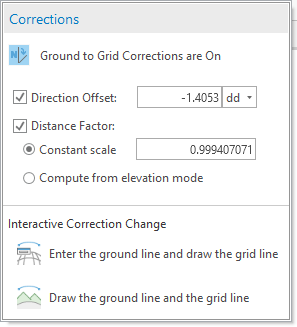 Corrections
Ground to Grid Corrections are On
Direction Offset: -1.4053 dd
Distance Factor:
Constant scale 0.999407071
Compute from elevation mode
Interactive Correction Change
Enter the ground line and draw the grid line
Draw the ground line and the grid line